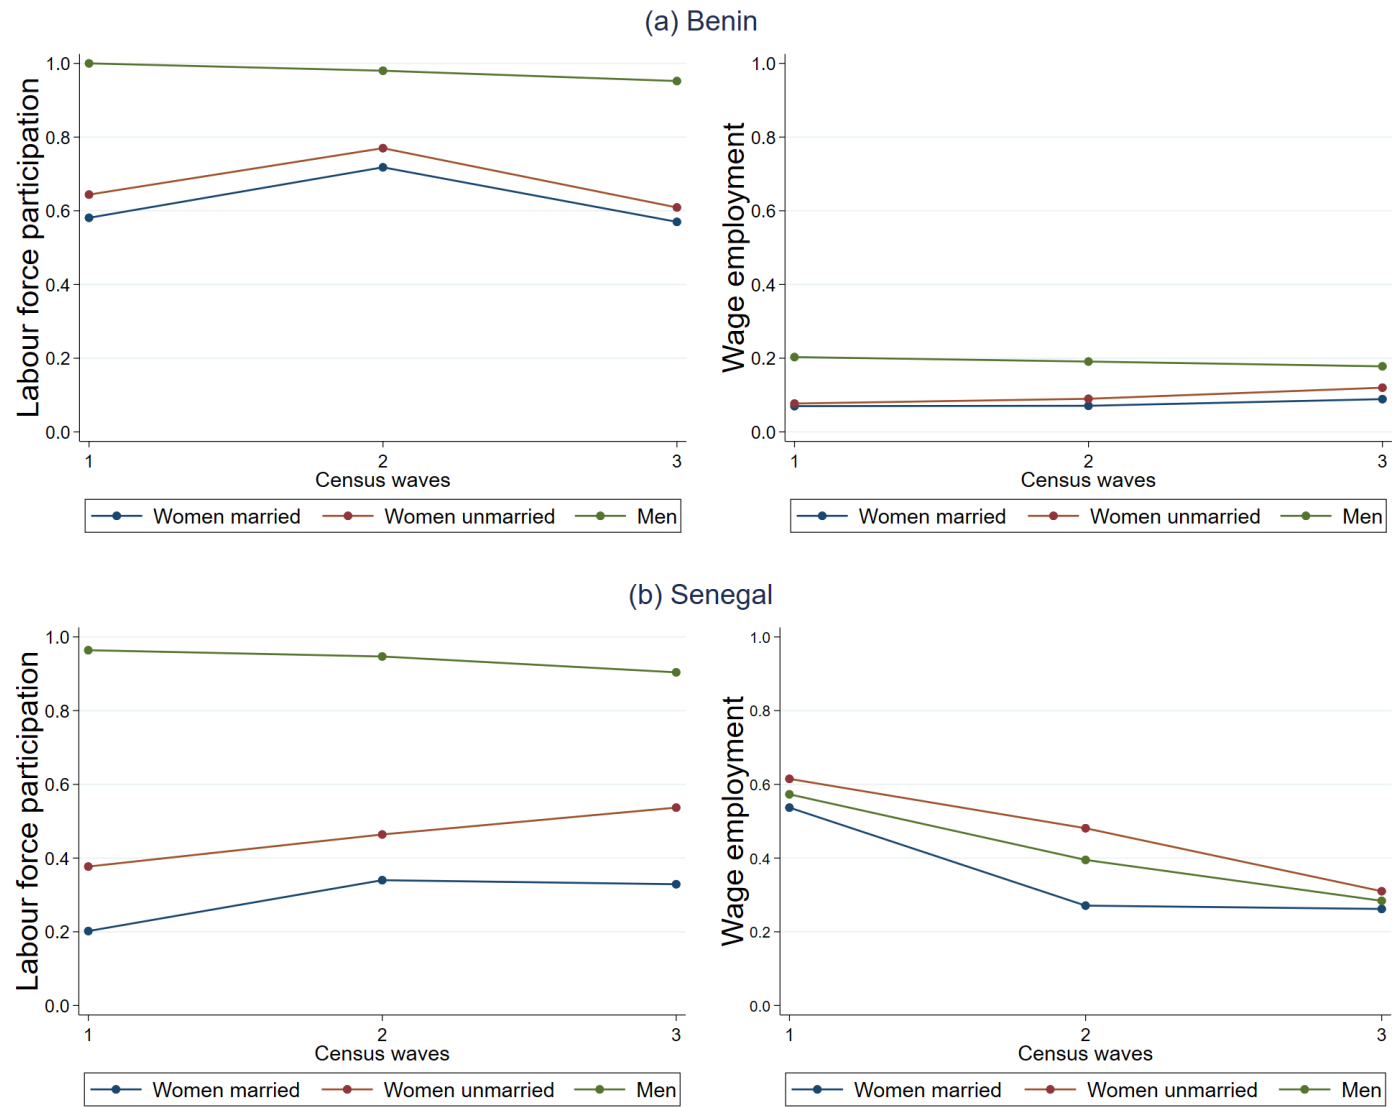 (a) Benin
Labour force participation
1.0
0.8
0.6
0.4
0.2
0.0
1 2 3
Census waves
Women married Women unmarried Men
Wage employment
1.0
0.8
0.6
0.4
0.2
0.0
1 2 3
Census waves
Women married Women unmarried Men
(b) Senegal
Labour force participation
1.0
0.8
0.6
0.4
0.2
0.0
1 2 3
Census waves
Women married Women unmarried Men
Wage employment
1.0
0.8
0.6
0.4
0.2
0.0
1 2 3
Census waves
Women married Women unmarried Men